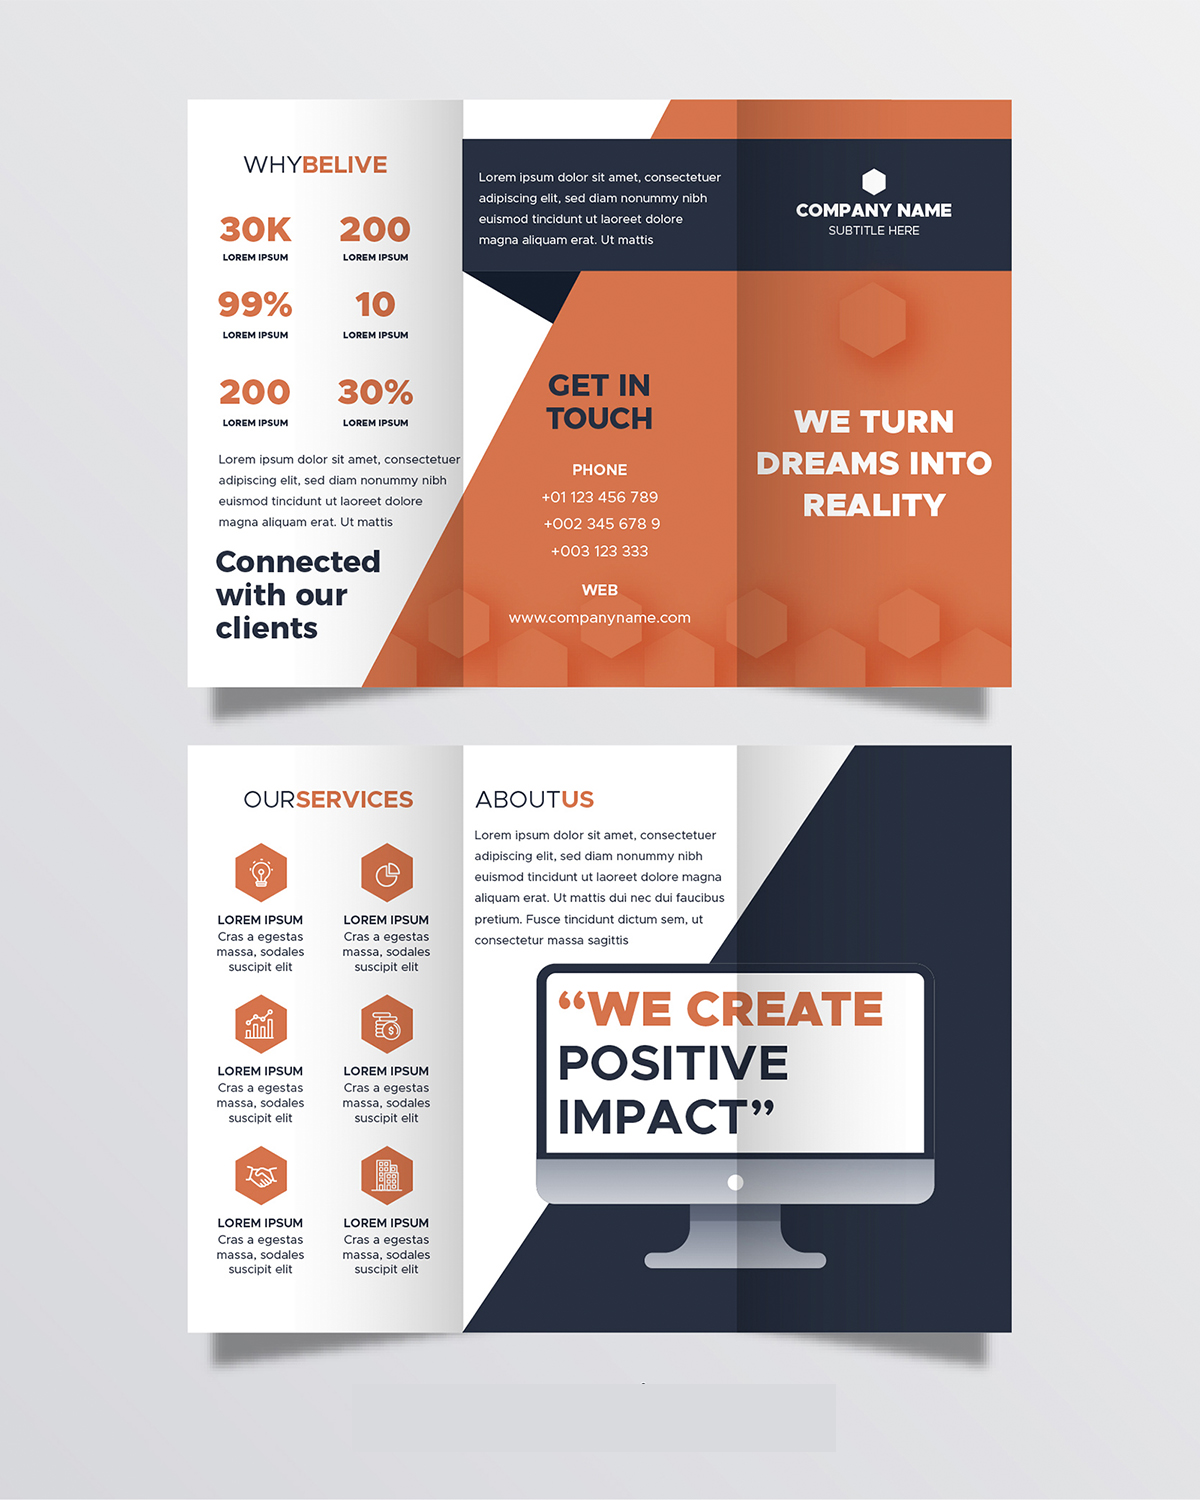 WHYBELIVE
30K
LOREM IPSUM
200
LOREM IPSUM
99%
LOREM IPSUM
10
LOREM IPSUM
200
LOREM IPSUM
30%
LOREM IPSUM
Lorem ipsum dolor sit amet, consectetuer
adipiscing elit, sed diam nonummy nibh
euismod tincidunt ut laoreet dolore
magna aliquam erat. Ut mattis
Connected
with our
clients
Lorem ipsum dolor sit amet, consectetuer
adipiscing elit, sed diam nonummy nibh
euismod tincidunt ut laoreet dolore
magna aliquam erat. Ut mattis
GET IN
TOUCH
PHONE
+01 123 456 789
+002 345 678 9
+003 123 333
WEB
www.companyname.com
COMPANY NAME
SUBTITLE HERE
WE TURN
DREAMS INTO
REALITY
OURSERVICES
LOREM IPSUM
Cras a egestas
massa, sodales
suscipit elit
LOREM IPSUM
Cras a egestas
massa, sodales
suscipit elit
LOREM IPSUM
Cras a egestas
massa, sodales
suscipit elit
LOREM IPSUM
Cras a egestas
massa, sodales
suscipit elit
LOREM IPSUM
Cras a egestas
massa, sodales
suscipit elit
LOREM IPSUM
Cras a egestas
massa, sodales
suscipit elit
ABOUTUS
Lorem ipsum dolor sit amet, consectetuer
adipiscing elit, sed diam nonummy nibh
euismod tincidunt ut laoreet dolore magna
aliquam erat. Ut mattis dui nec dui faucibus
pretium. Fusce tincidunt dictum sem, ut
consectetur massa sagittis
“WE CREATE
POSITIVE
IMPACT”